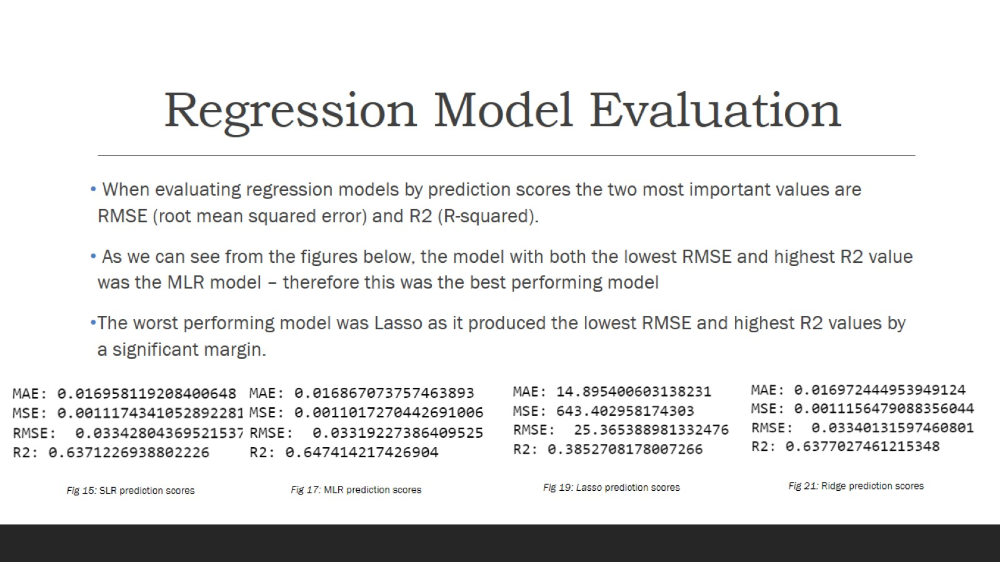 Regression Model Evaluation
• When evaluating regression models by prediction scores the two most important values are
RMSE (root mean squared error) and R2 (R-squared).
• As we can see from the figures below, the model with both the lowest RMSE and highest R2 value
was the MLR model – therefore this was the best performing model
•The worst performing model was Lasso as it produced the lowest RMSE and highest R2 values by
a significant margin.
MAE: 0.016958119208400648
MSE: 0.0011174341052892281
RMSE: 0.03342804369521537
R2: 0.6371226938802226
Fig 15: SLR prediction scores
MAE: 0.016867073757463893
MSE: 0.0011017270442691006
RMSE: 0.03319227386409525
R2: 0.647414217426904
Fig 17: MLR prediction scores
MAE: 14.895400603138231
MSE: 643.402958174303
RMSE: 25.365388981332476
R2: 0.3852708178007266
Fig 19: Lasso prediction scores
MAE: 0.016972444953949124
MSE: 0.0011156479088356044
RMSE: 0.03340131597460801
R2: 0.6377027461215348
Fig 21: Ridge prediction scores